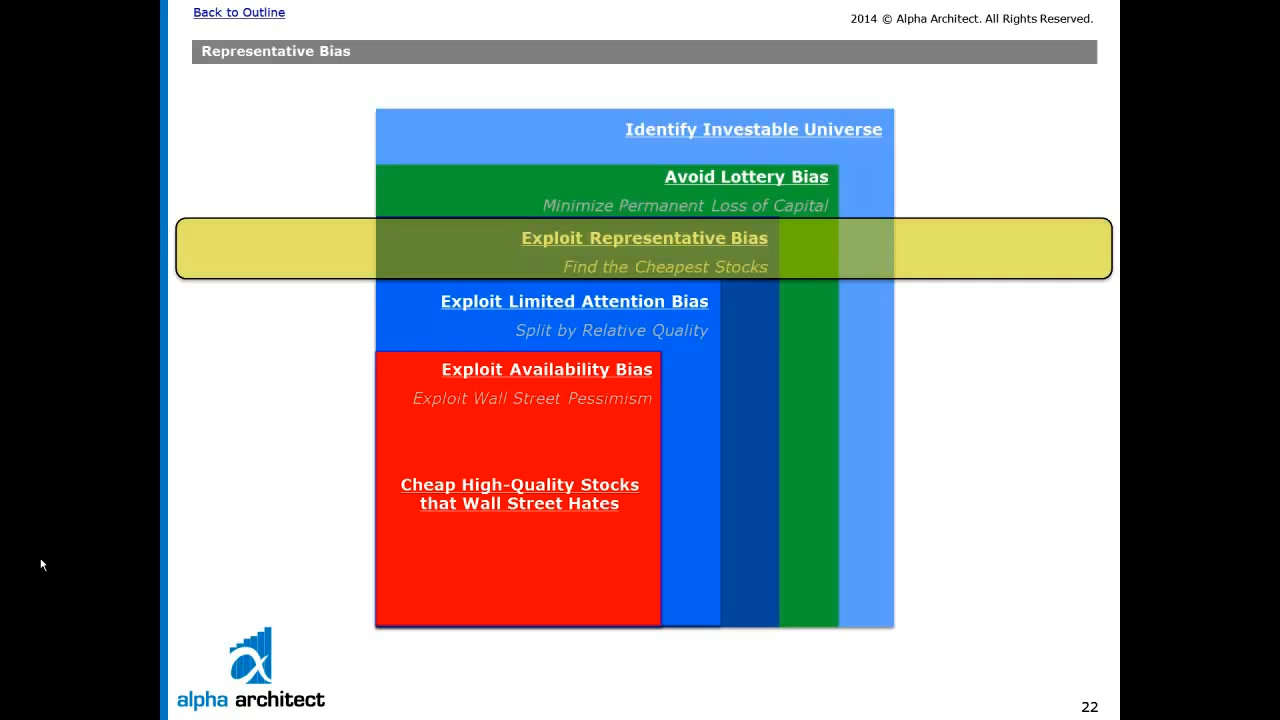 Back to Outline
2014 © Alpha Architect. All Rights Reserved.
Representative Bias
Identify Investable Universe
Avoid Lottery Bias
Minimize Permanent Loss of Capital
Exploit Representative Bias
Find the Cheapest Stocks
Exploit Limited Attention Bias
Split by Relative Quality
Exploit Availability Bias
Exploit Wall Street Pessimism
Cheap High-Quality Stocks
that Wall Street Hates
alpha architect
22